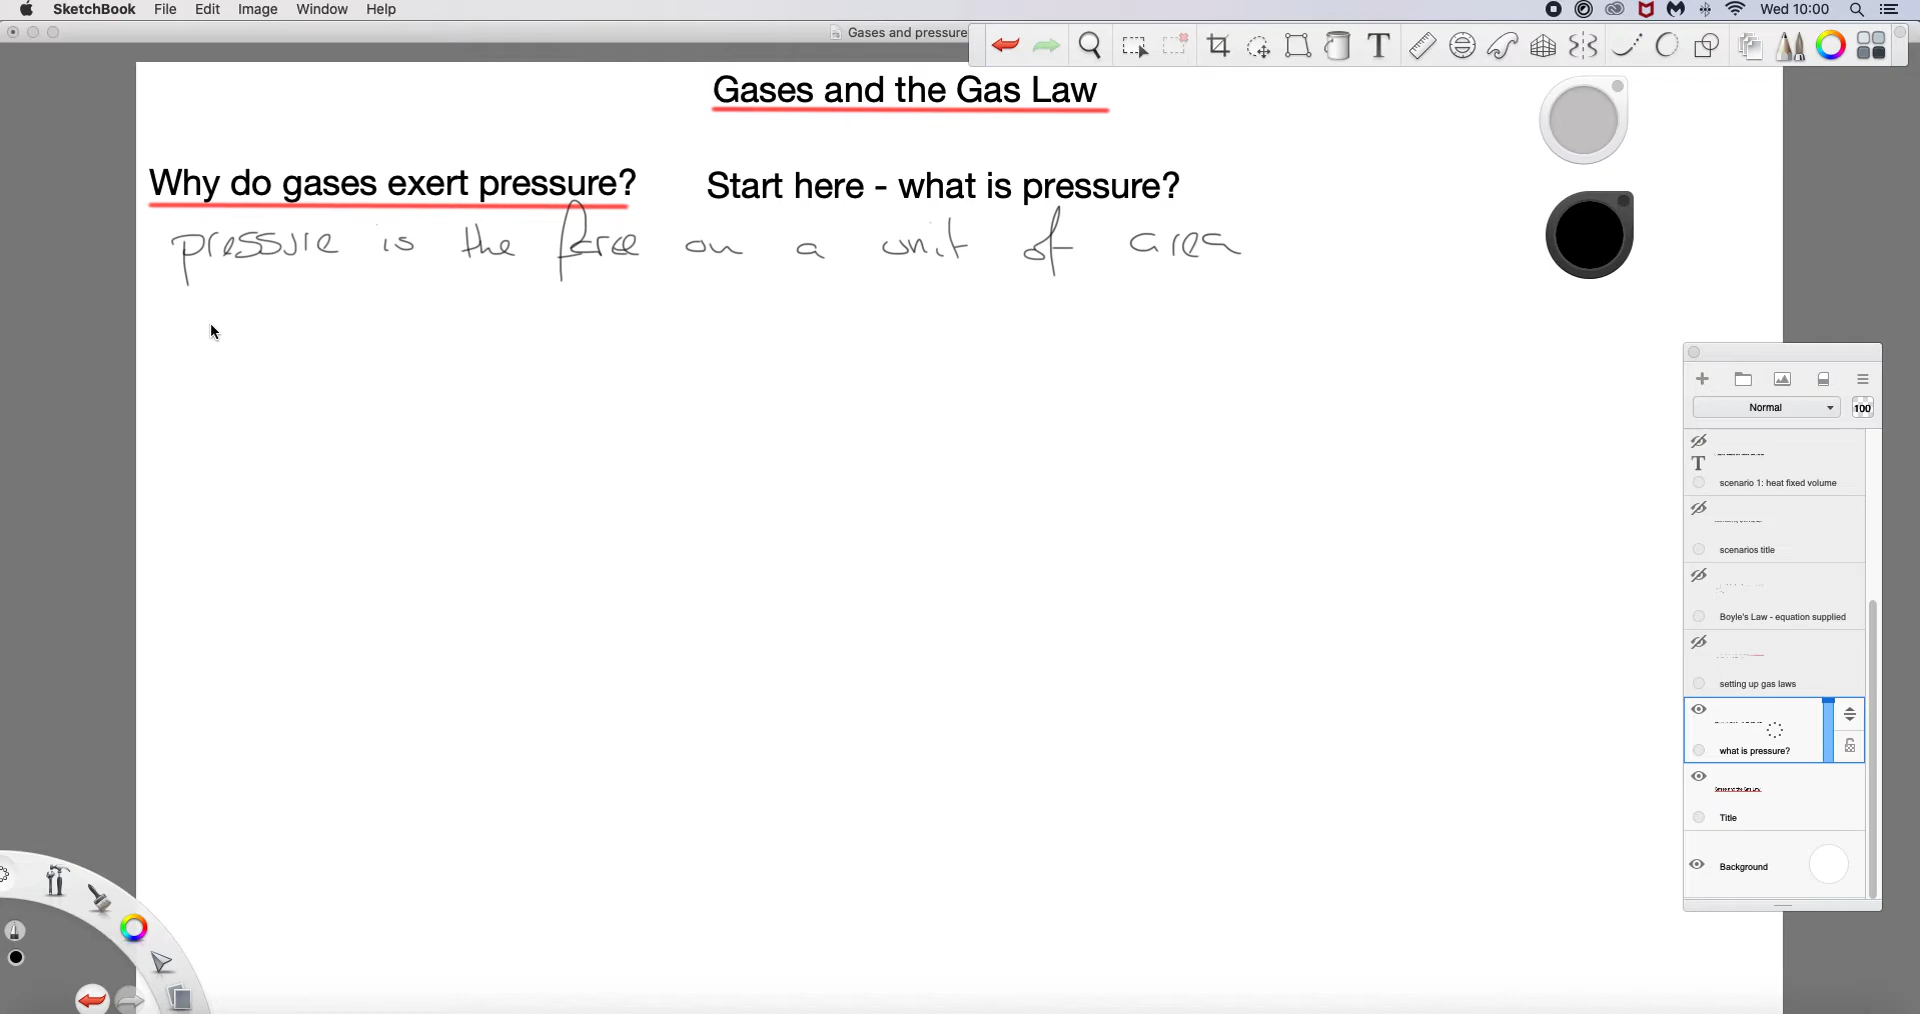 SketchBook File Edit Image Window Help Wed 10:00
Gases and pressure
Gases and the Gas Law
Why do gases exert pressure? Start here - what is pressure?
pressure is the force on a unit of area
Normal 100
T
scenario 1: heat fixed volume
scenarios title
Boyle's Law - equation supplied
setting up gas laws
what is pressure?
Title
Background